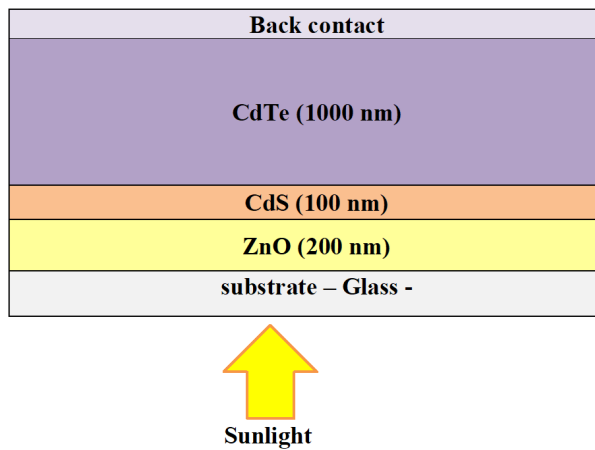 Back contact
CdTe (1000 nm)
CdS (100 nm)
ZnO (200 nm)
substrate – Glass -
Sunlight